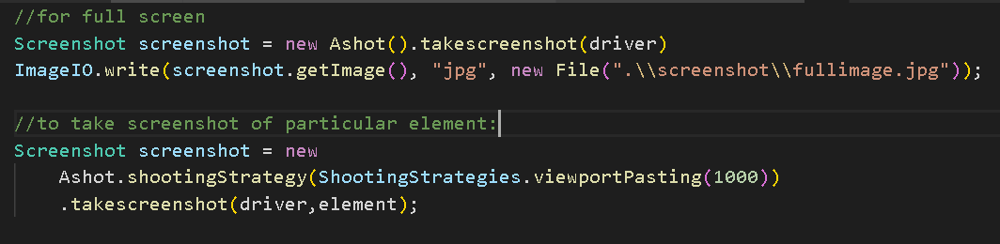 //for full screen
Screenshot screenshot = new Ashot().takescreenshot(driver)
ImageIO.write(screenshot.getImage(), "jpg", new File(".\\screenshot\\fullimage.jpg"));
//to take screenshot of particular element:
Screenshot screenshot = new
Ashot.shootingStrategy(ShootingStrategies.viewportPasting(1000))
.takescreenshot(driver,element);